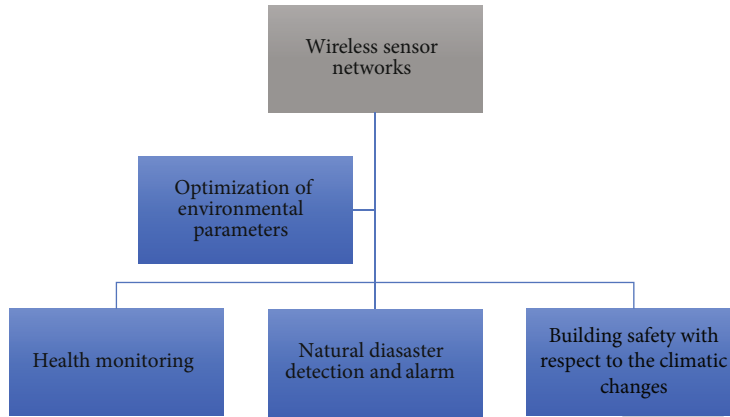 Wireless sensor
networks
Optimization of
environmental
parameters
Health monitoring
Natural diasaster
detection and alarm
Building safety with
respect to the climatic
changes